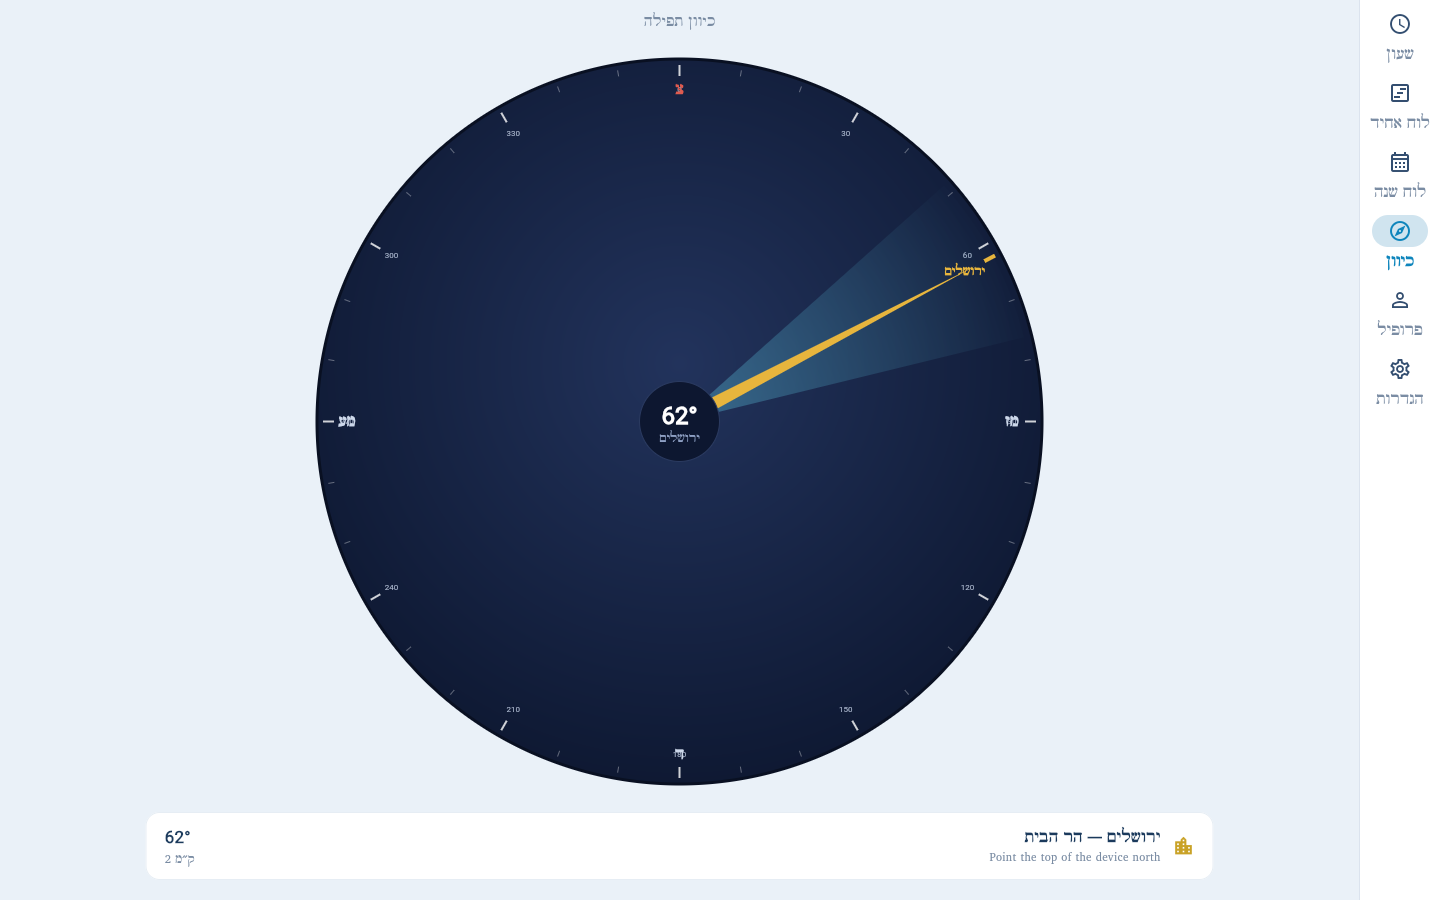 כיוון תפילה
שעון
לוח אחיד
לוח שנה
כיוון
פרופיל
הגדרות
צ
330
30
300
60
ירושלים
מע
מז
62°
ירושלים
240
120
210
150
ד
180
ירושלים — הר הבית
Point the top of the device north
62°
2 ק״מ